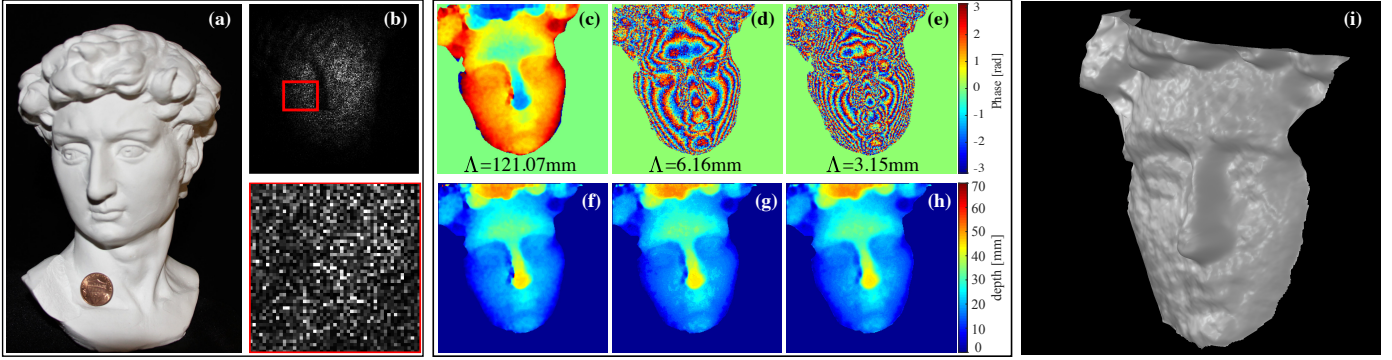 (a)
(b)
(c)
(d)
(e)
Λ=121.07mm
Λ=6.16mm
Λ=3.15mm
3
2
1
0
-1
-2
-3
Phase [rad]
(f)
(g)
(h)
70
60
50
40
30
20
10
0
depth [mm]
(i)